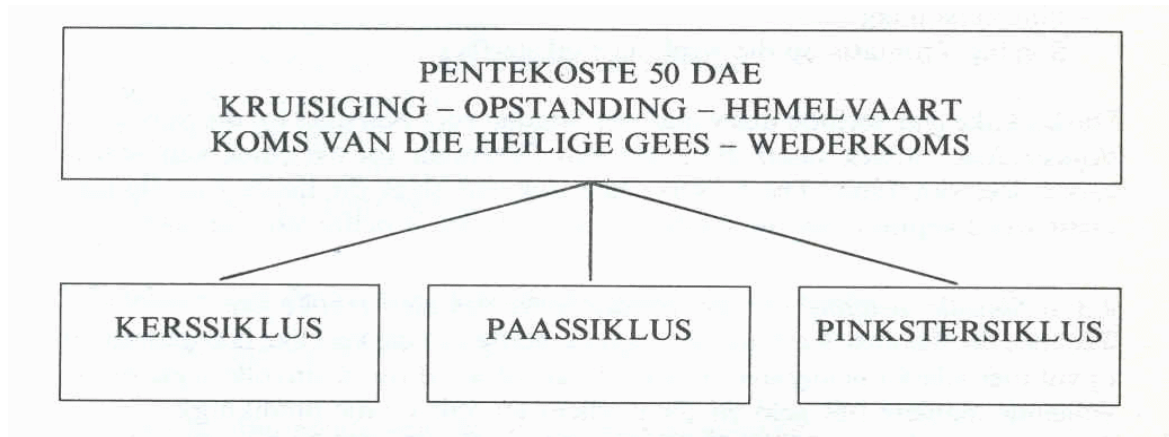 PENTEKOSTE 50 DAE
KRUISIGING – OPSTANDING – HEMELVAART
KOMS VAN DIE HEILIGE GEES – WEDERKOMS
KERSSIKLUS
PAASSIKLUS
PINKSTERSIKLUS